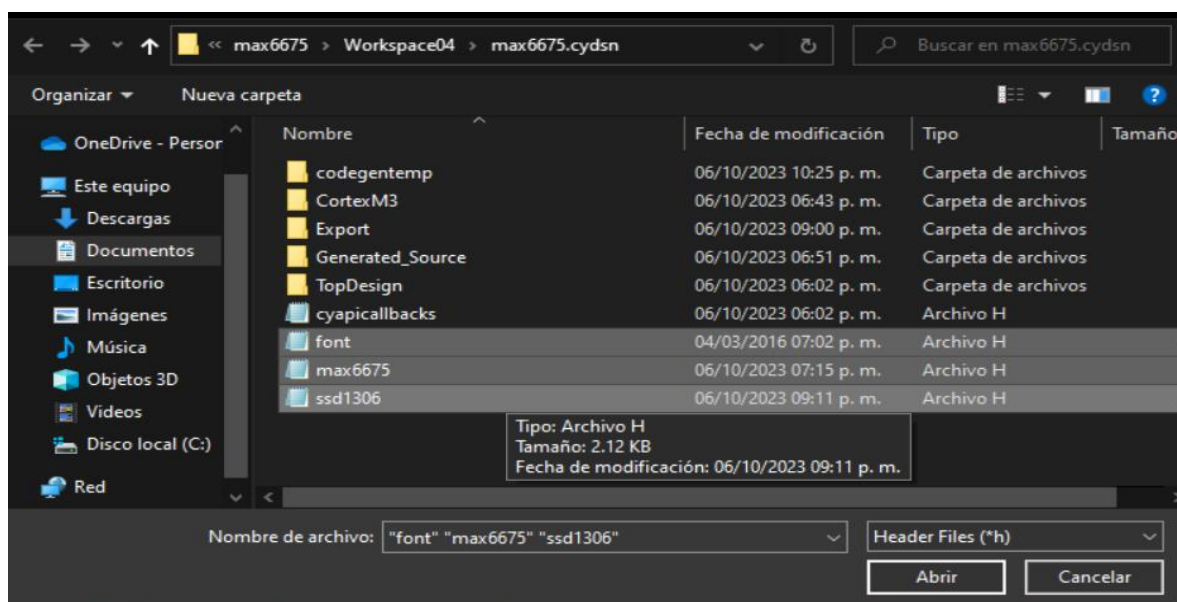 « max6675 > Workspace04 > max6675.cydsn
Buscar en max6675.cydsn
Organizar
Nueva carpeta
Nombre
Fecha de modificación
Tipo
Tamaño
OneDrive - Person
Este equipo
Descargas
Documentos
Escritorio
Imágenes
Música
Objetos 3D
Videos
Disco local (C:)
Red
codegentemp 06/10/2023 10:25 p. m. Carpeta de archivos
CortexM3 06/10/2023 06:43 p. m. Carpeta de archivos
Export 06/10/2023 09:00 p. m. Carpeta de archivos
Generated_Source 06/10/2023 06:51 p. m. Carpeta de archivos
TopDesign 06/10/2023 06:02 p. m. Carpeta de archivos
cyapicallbacks 06/10/2023 06:02 p. m. Archivo H
font 04/03/2016 07:02 p. m. Archivo H
max6675 06/10/2023 07:15 p. m. Archivo H
ssd1306 06/10/2023 09:11 p. m. Archivo H
Tipo: Archivo H
Tamaño: 2.12 KB
Fecha de modificación: 06/10/2023 09:11 p. m.
Nombre de archivo: "font" "max6675" "ssd1306"
Header Files (*h)
Abrir
Cancelar